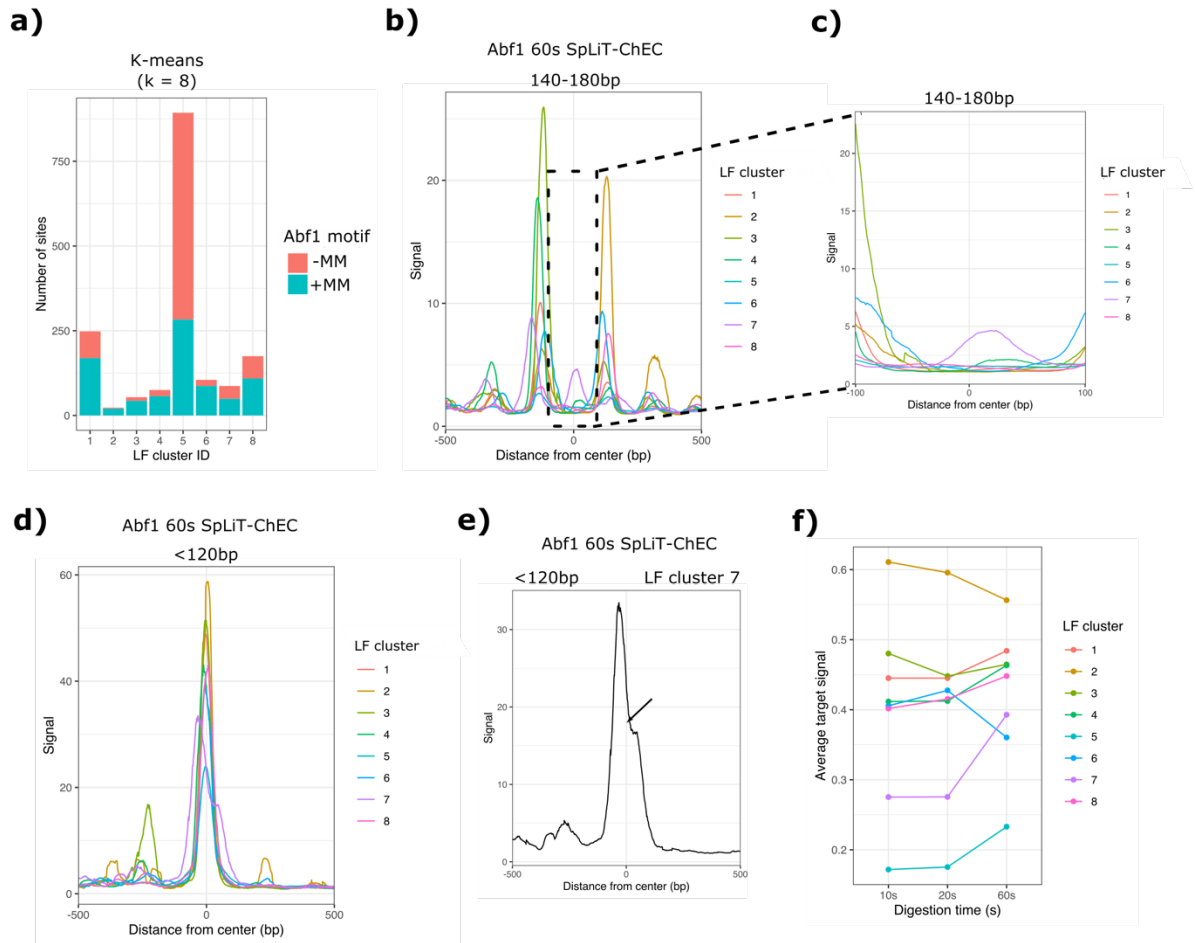 a)
K-means
(k = 8)
Number of sites
750
500
250
0
1 2 3 4 5 6 7 8
LF cluster ID
Abf1 motif
-MM
+MM
b)
Abf1 60s SpLiT-ChEC
140-180bp
Signal
20
10
0
-500 0 500
Distance from center (bp)
LF cluster
1
2
3
4
5
6
7
8
c)
140-180bp
Signal
20
15
10
5
0
-100 0 100
Distance from center (bp)
LF cluster
1
2
3
4
5
6
7
8
d)
Abf1 60s SpLiT-ChEC
<120bp
Signal
60
40
20
0
-500 0 500
Distance from center (bp)
LF cluster
1
2
3
4
5
6
7
8
e)
Abf1 60s SpLiT-ChEC
<120bp LF cluster 7
Signal
30
20
10
0
-500 0 500
Distance from center (bp)
f)
Average target signal
0.6
0.5
0.4
0.3
0.2
10s 20s 60s
Digestion time (s)
LF cluster
1
2
3
4
5
6
7
8